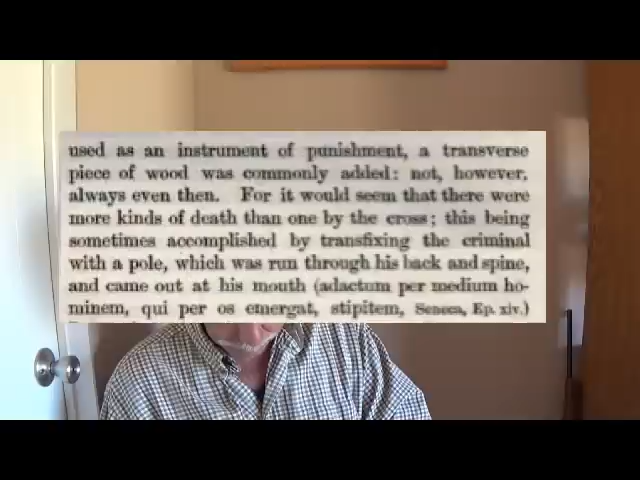 used as an instrument of punishment, a transverse
piece of wood was commonly added: not, however,
always even then. For it would seem that there were
more kinds of death than one by the cross; this being
sometimes accomplished by transfixing the criminal
with a pole, which was run through his back and spine,
and came out at his mouth (adactum per medium ho-
minem, qui per os emergat, stipitem, Seneca, Ep. xiv.)